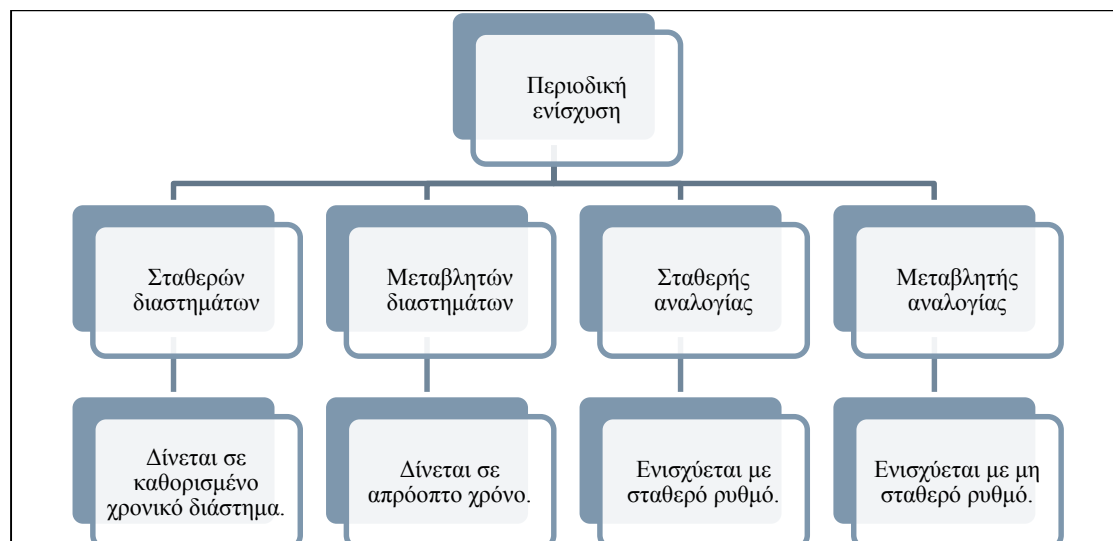 Περιοδική
ενίσχυση
Σταθερών
διαστημάτων
Μεταβλητών
διαστημάτων
Σταθερής
αναλογίας
Μεταβλητής
αναλογίας
Δίνεται σε
καθορισμένο
χρονικό διάστημα.
Δίνεται σε
απρόοπτο χρόνο.
Ενισχύεται με
σταθερό ρυθμό.
Ενισχύεται με μη
σταθερό ρυθμό.